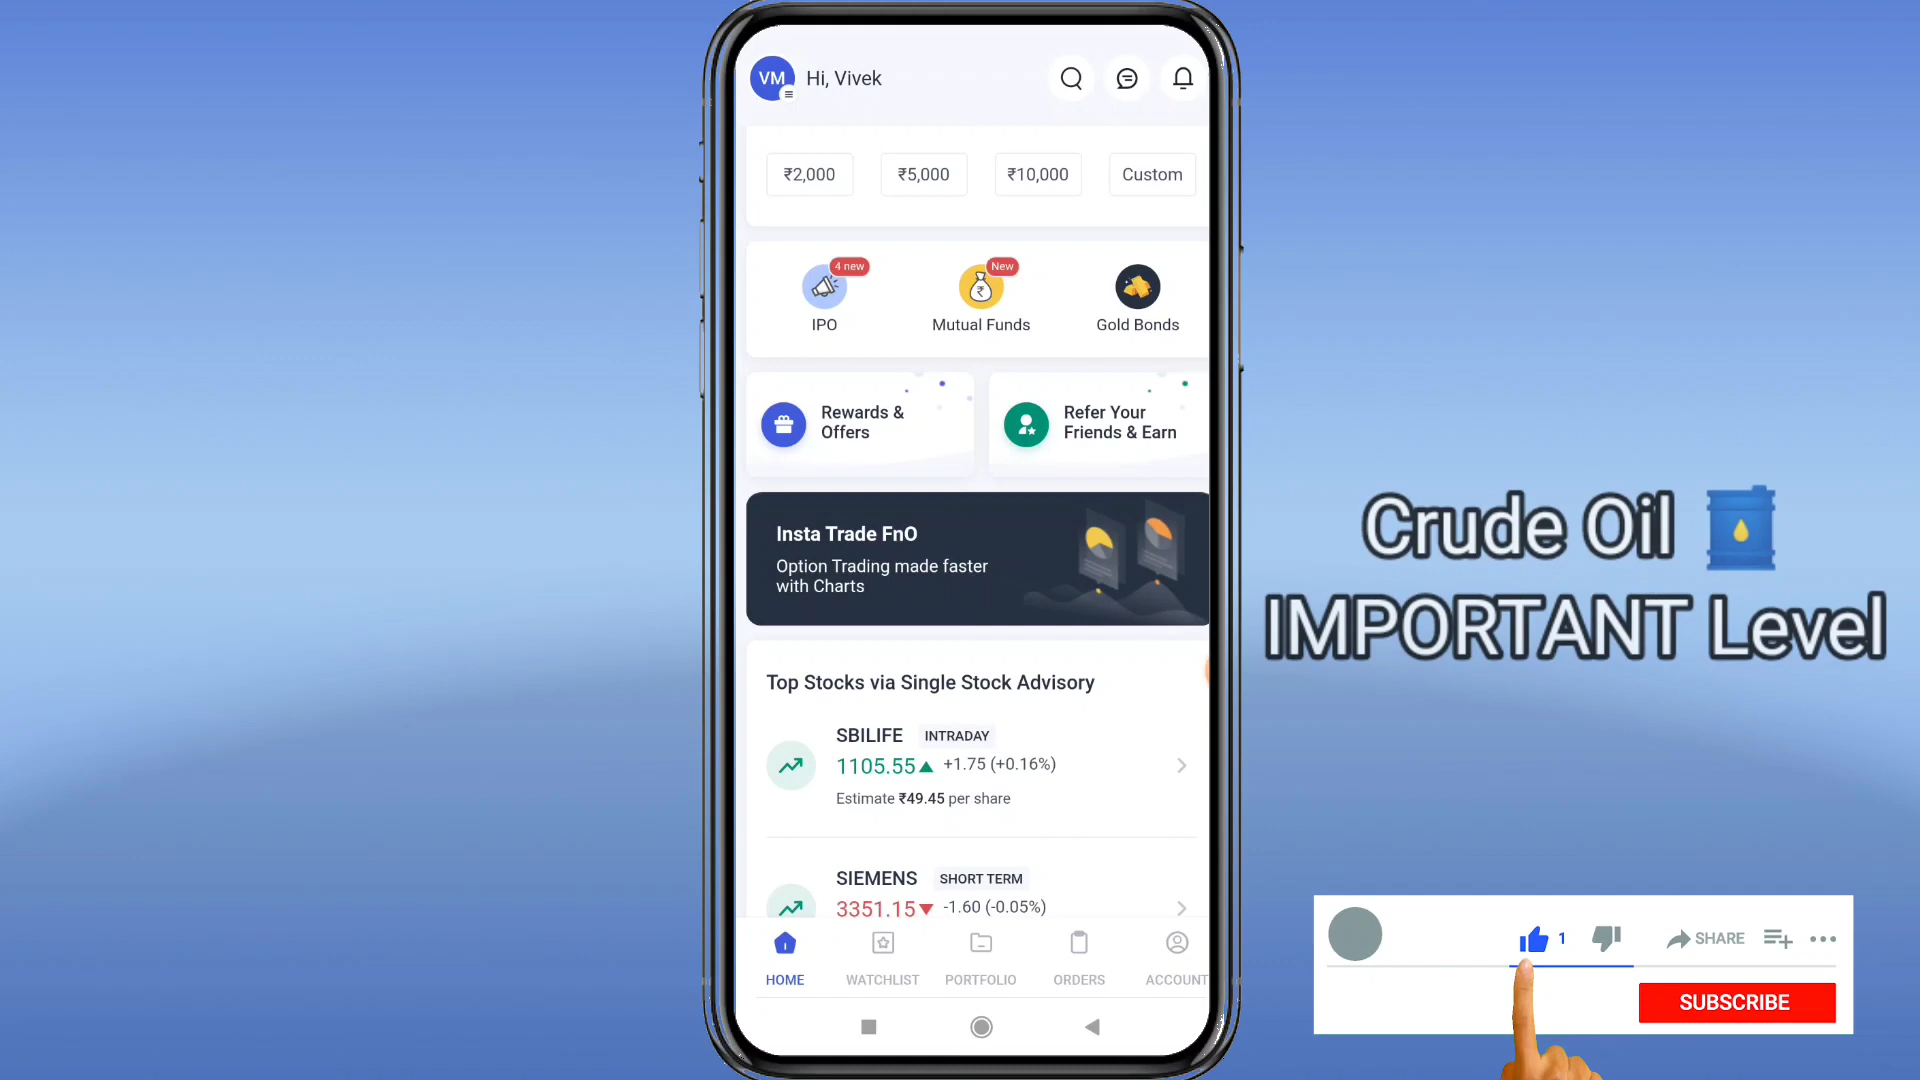 VM
Hi, Vivek
₹2,000
₹5,000
₹10,000
Custom
4 new
New
IPO
Mutual Funds
Gold Bonds
Rewards &
Offers
Refer Your
Friends & Earn
Insta Trade FnO
Option Trading made faster
with Charts
Top Stocks via Single Stock Advisory
SBILIFE INTRADAY
1105.55 +1.75 (+0.16%)
Estimate ₹49.45 per share
SIEMENS SHORT TERM
3351.15 -1.60 (-0.05%)
HOME
WATCHLIST
PORTFOLIO
ORDERS
ACCOUNT
Crude Oil
IMPORTANT Level
1
SHARE
SUBSCRIBE